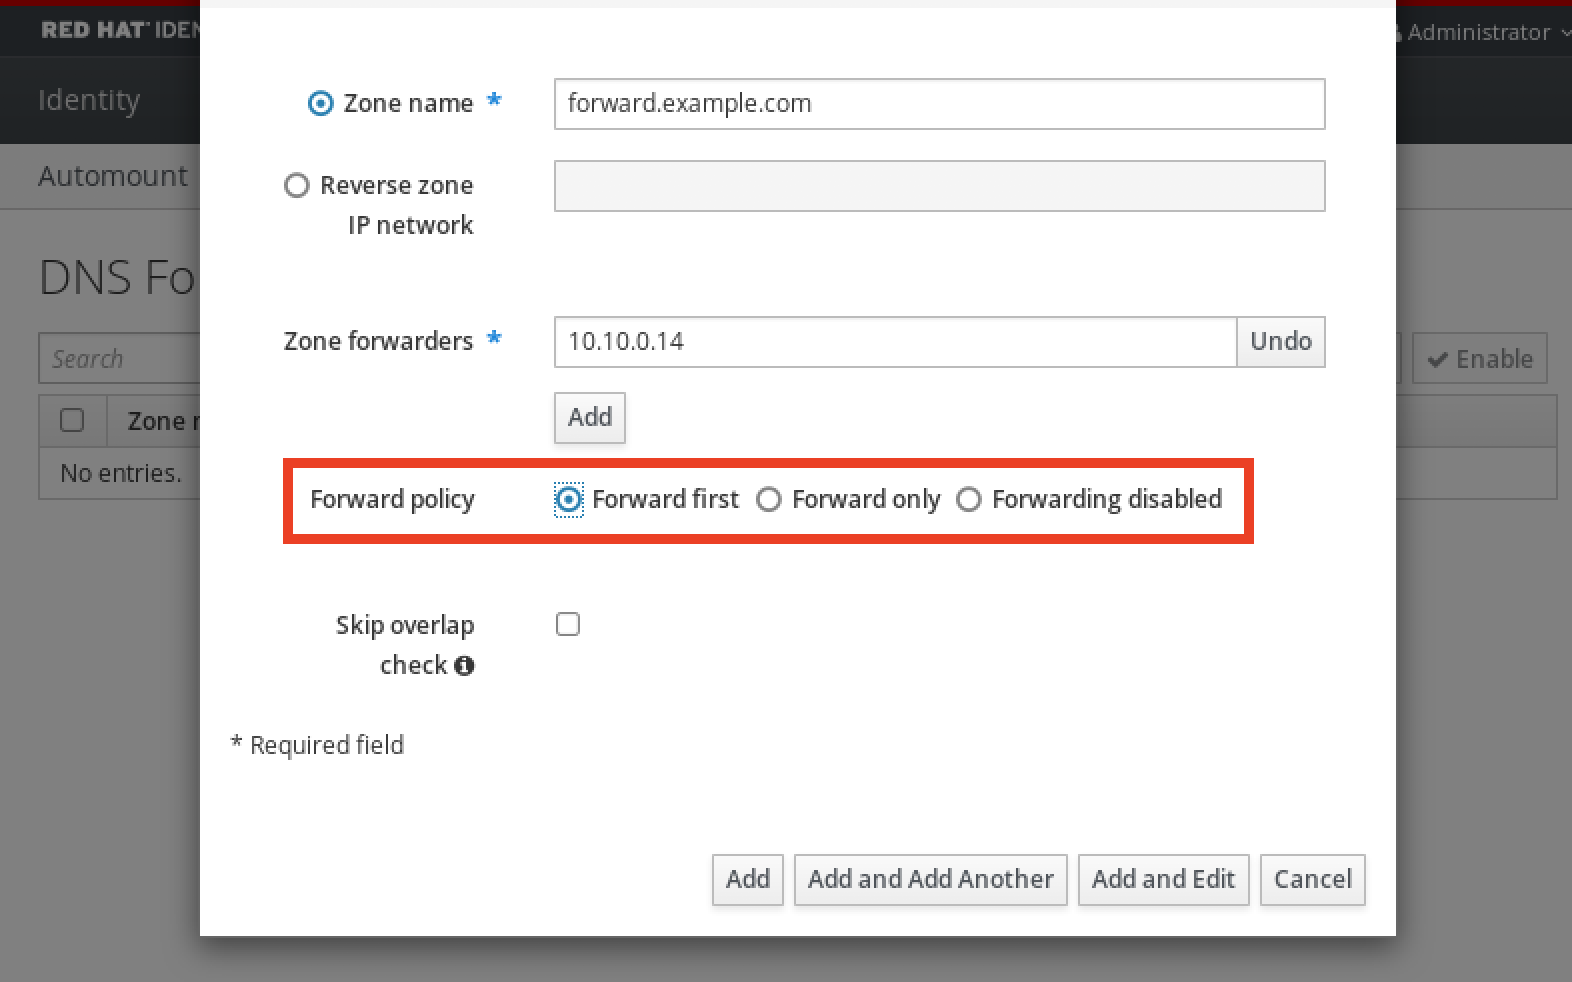 RED HAT
Administrator
Identity
Automount
Zone name *
forward.example.com
Reverse zone
IP network
DNS Fo
Zone forwarders *
10.10.0.14
Undo
Search
Enable
Add
Zone
No entries.
Forward policy
Forward first
Forward only
Forwarding disabled
Skip overlap
check
* Required field
Add
Add and Add Another
Add and Edit
Cancel